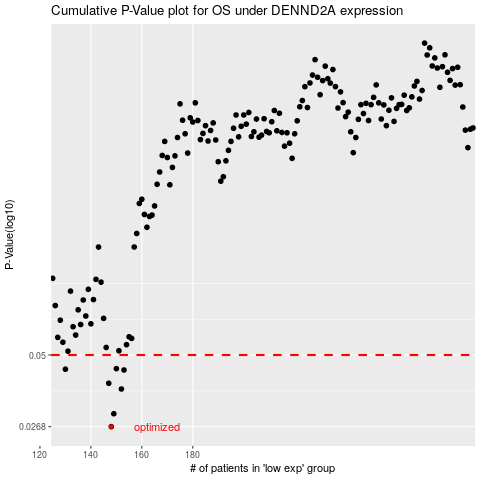 Cumulative P-Value plot for OS under DENND2A expression
P-Value(log10)
0.05
0.0268
optimized
120 140 160 180
# of patients in 'low exp' group